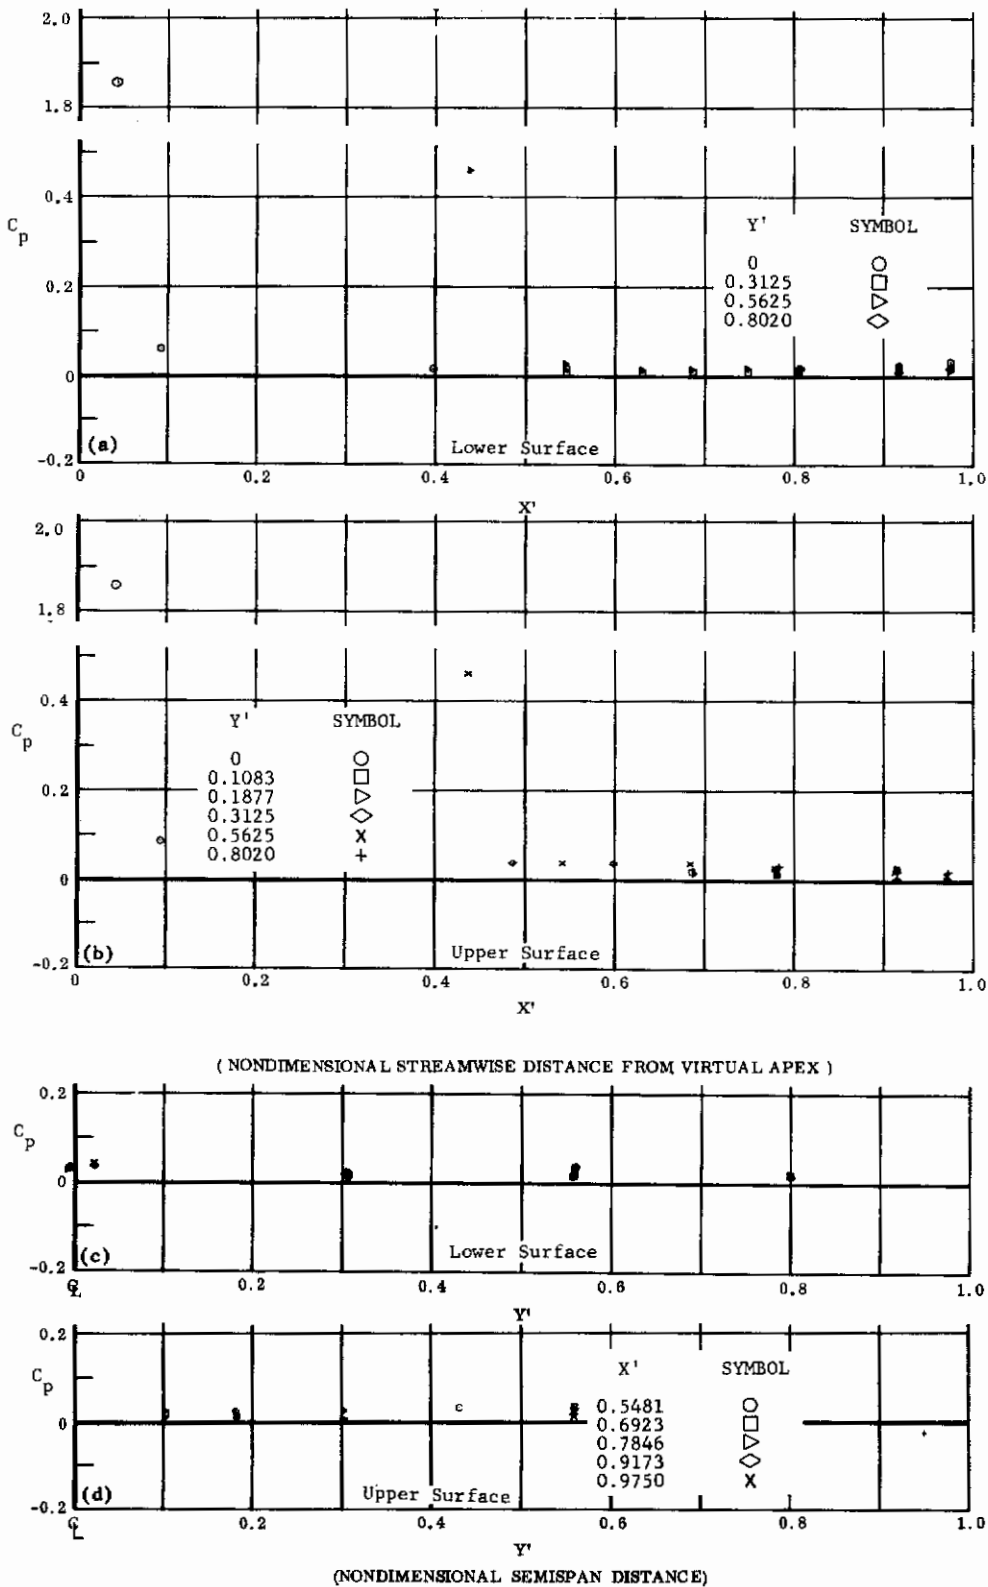 2.0
1.8
0.4
C_p
Y' SYMBOL
0 ○
0.3125 □
0.2
0.5625 ▷
0.8020 ◇
0
(a)
Lower Surface
-0.2
0 0.2 0.4 0.6 0.8 1.0
X'
2.0
1.8
0.4
Y' SYMBOL
C_p
0 ○
0.1083 □
0.2
0.1877 ▷
0.3125 ◇
0.5625 X
0.8020 +
0
(b)
Upper Surface
-0.2
0 0.2 0.4 0.6 0.8 1.0
X'
( NONDIMENSIONAL STREAMWISE DISTANCE FROM VIRTUAL APEX )
0.2
C_p
0
(c)
Lower Surface
-0.2
℄ 0.2 0.4 0.6 0.8 1.0
Y'
0.2
X' SYMBOL
C_p
0.5481 ○
0
0.6923 □
0.7846 ▷
0.9173 ◇
0.9750 X
(d)
Upper Surface
-0.2
℄ 0.2 0.4 0.6 0.8 1.0
Y'
(NONDIMENSIONAL SEMISPAN DISTANCE)